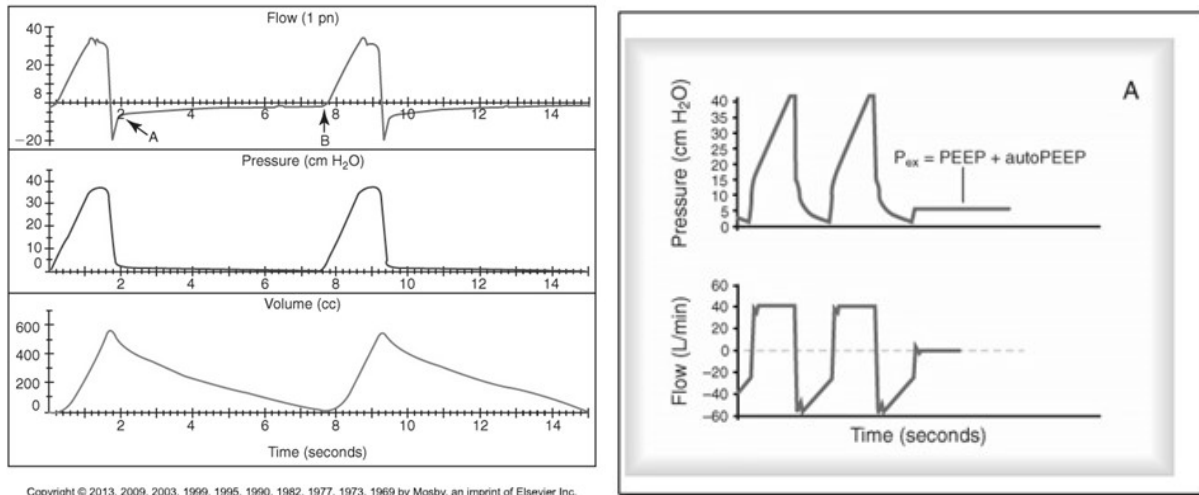 Flow (1 pn)
40
20
8
−20
2 4 6 8 10 12 14
A
B
Pressure (cm H2O)
40
30
20
10
0
2 4 6 8 10 12 14
Volume (cc)
600
400
200
0
2 4 6 8 10 12 14
Time (seconds)
Copyright © 2013, 2009, 2003, 1999, 1995, 1990, 1982, 1977, 1973, 1969 by Mosby, an imprint of Elsevier Inc.
A
Pressure (cm H2O)
40
35
30
25
20
15
10
5
0
Pex = PEEP + autoPEEP
Flow (L/min)
60
40
20
0
−20
−40
−60
Time (seconds)